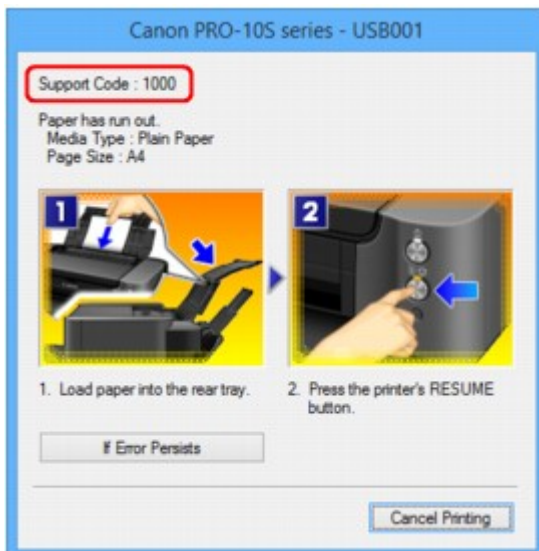 Canon PRO-10S series - USB001
Support Code : 1000
Paper has run out.
Media Type : Plain Paper
Page Size : A4
1
2
1. Load paper into the rear tray.
2. Press the printer's RESUME
button.
If Error Persists
Cancel Printing